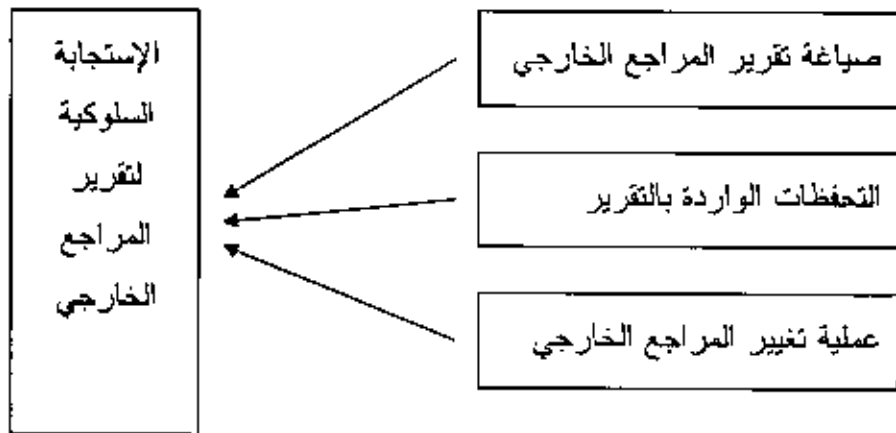 صياغة تقرير المراجع الخارجي
التحفظات الواردة بالتقرير
عملية تغيير المراجع الخارجي
الإستجابة
السلوكية
لتقرير
المراجع
الخارجي